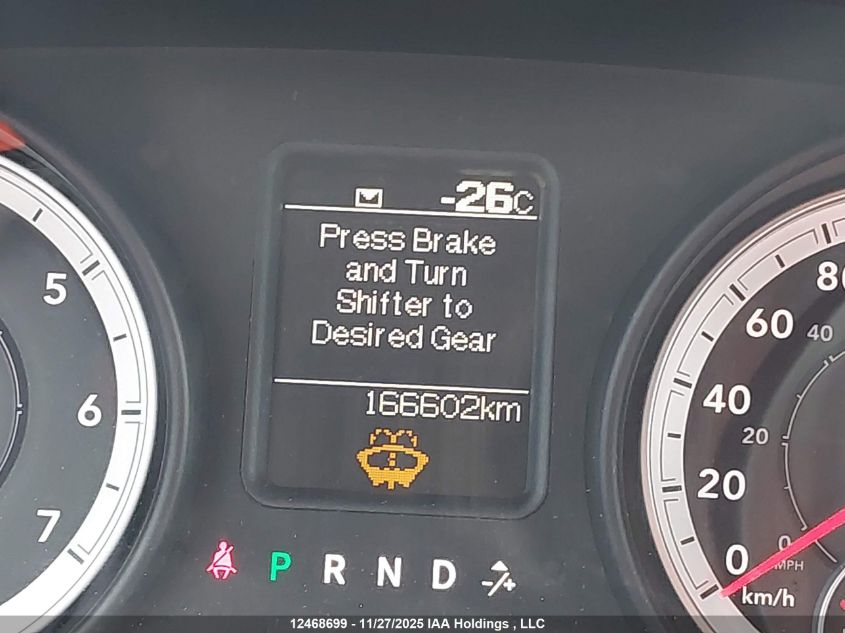 -26C
Press Brake
and Turn
Shifter to
Desired Gear
166602km
5
6
7
80
60
40
20
0
km/h
40
20
0
MPH
P R N D -/+
12468699 - 11/27/2025 IAA Holdings , LLC